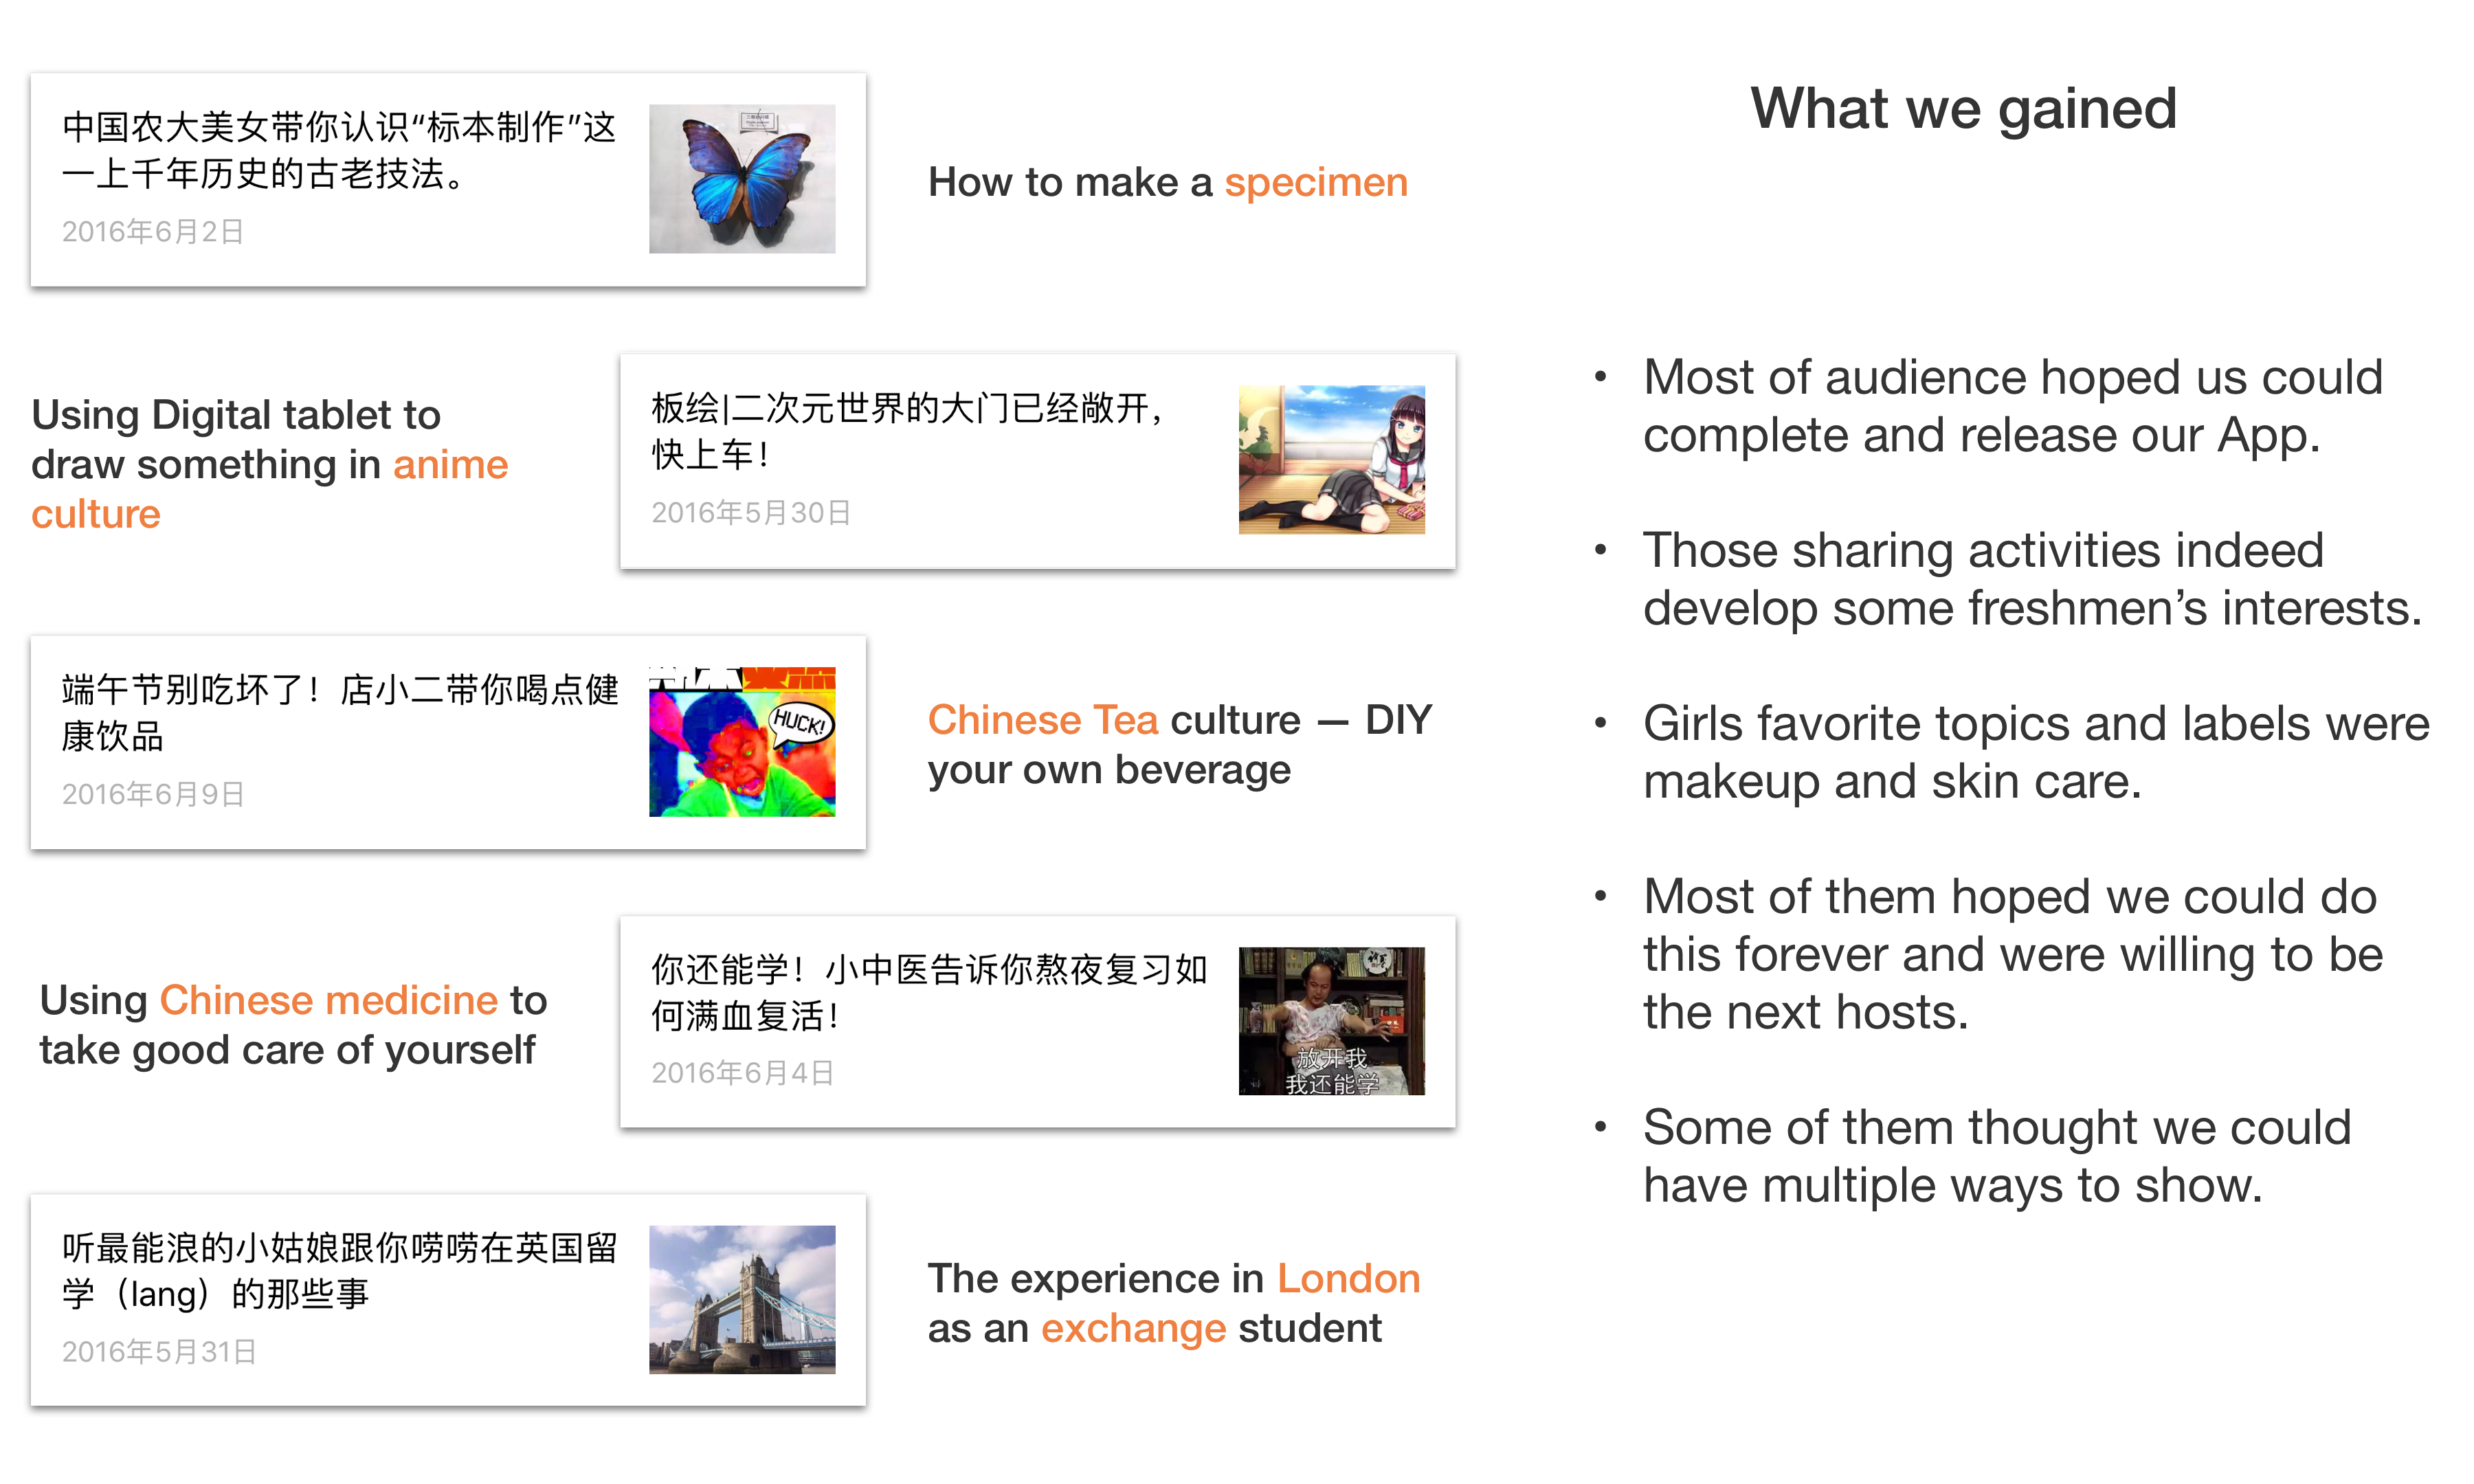 中国农大美女带你认识“标本制作”这
一上千年历史的古老技法。
2016年6月2日
How to make a specimen
Using Digital tablet to
draw something in anime
culture
板绘|二次元世界的大门已经敞开，
快上车！
2016年5月30日
端午节别吃坏了！店小二带你喝点健
康饮品
2016年6月9日
HUCK!
Chinese Tea culture — DIY
your own beverage
Using Chinese medicine to
take good care of yourself
你还能学！小中医告诉你熬夜复习如
何满血复活！
2016年6月4日
放开我
我还能学
听最能浪的小姑娘跟你唠唠在英国留
学（lang）的那些事
2016年5月31日
The experience in London
as an exchange student
What we gained
• Most of audience hoped us could
complete and release our App.
• Those sharing activities indeed
develop some freshmen’s interests.
• Girls favorite topics and labels were
makeup and skin care.
• Most of them hoped we could do
this forever and were willing to be
the next hosts.
• Some of them thought we could
have multiple ways to show.